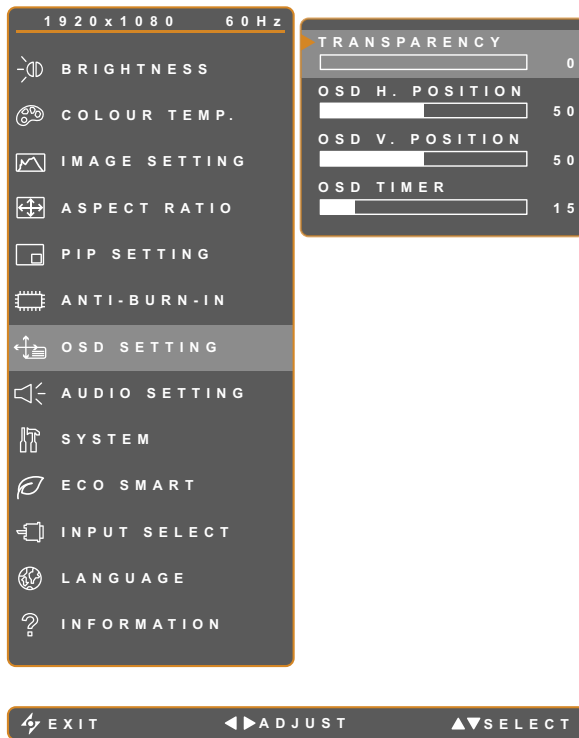 1920x1080 60Hz
BRIGHTNESS
COLOUR TEMP.
IMAGE SETTING
ASPECT RATIO
PIP SETTING
ANTI-BURN-IN
OSD SETTING
AUDIO SETTING
SYSTEM
ECO SMART
INPUT SELECT
LANGUAGE
INFORMATION
TRANSPARENCY
0
OSD H. POSITION
50
OSD V. POSITION
50
OSD TIMER
15
EXIT ADJUST SELECT